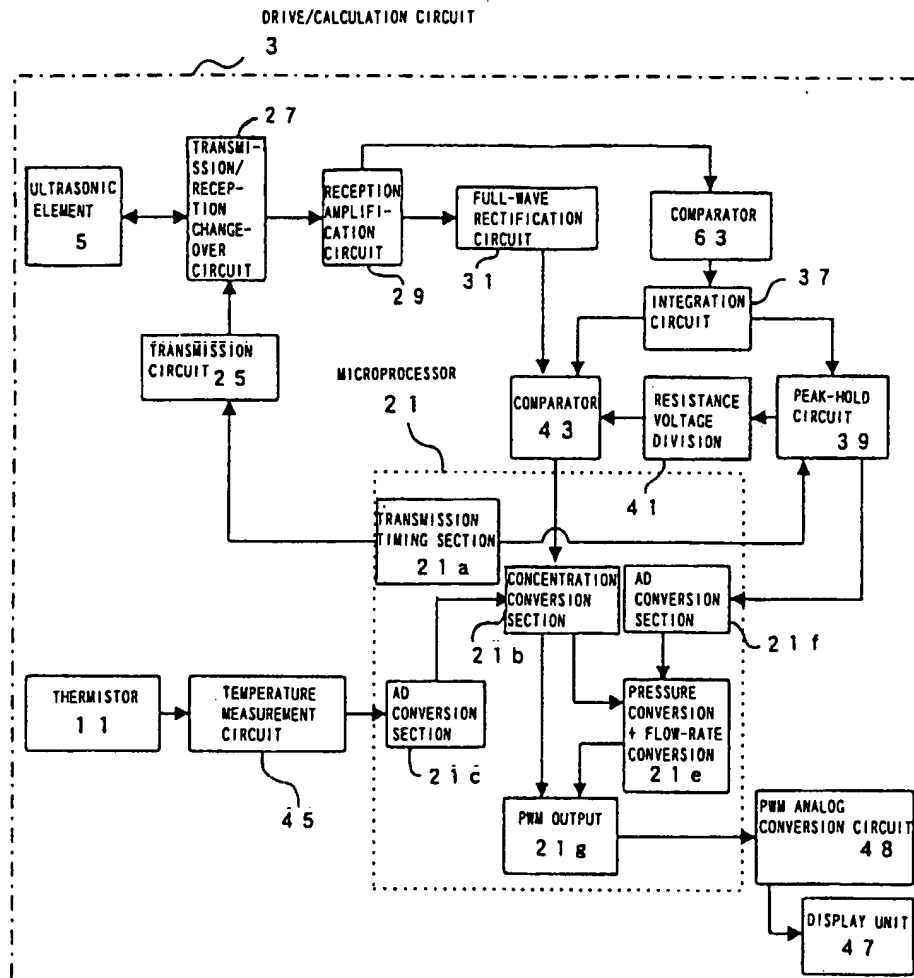 DRIVE/CALCULATION CIRCUIT
3
27
TRANSMIS-
SSION/
RECEP-
TION
CHANGE-
OVER
CIRCUIT
ULTRASONIC
ELEMENT
5
RECEPTION
AMPLIFI-
CATION
CIRCUIT
29
FULL-WAVE
RECTIFICATION
CIRCUIT
31
COMPARATOR
63
37
INTEGRATION
CIRCUIT
TRANSMISSION
CIRCUIT 25
MICROPROCESSOR
21
COMPARATOR
43
RESISTANCE
VOLTAGE
DIVISION
41
PEAK-HOLD
CIRCUIT
39
TRANSMISSION
TIMING SECTION
21a
CONCENTRATION
CONVERSION
SECTION
21b
AD
CONVERSION
SECTION
21f
THERMISTOR
11
TEMPERATURE
MEASUREMENT
CIRCUIT
45
AD
CONVERSION
SECTION
21c
PRESSURE
CONVERSION
+ FLOW-RATE
CONVERSION
21e
PWM OUTPUT
21g
PWM ANALOG
CONVERSION CIRCUIT
48
DISPLAY UNIT
47